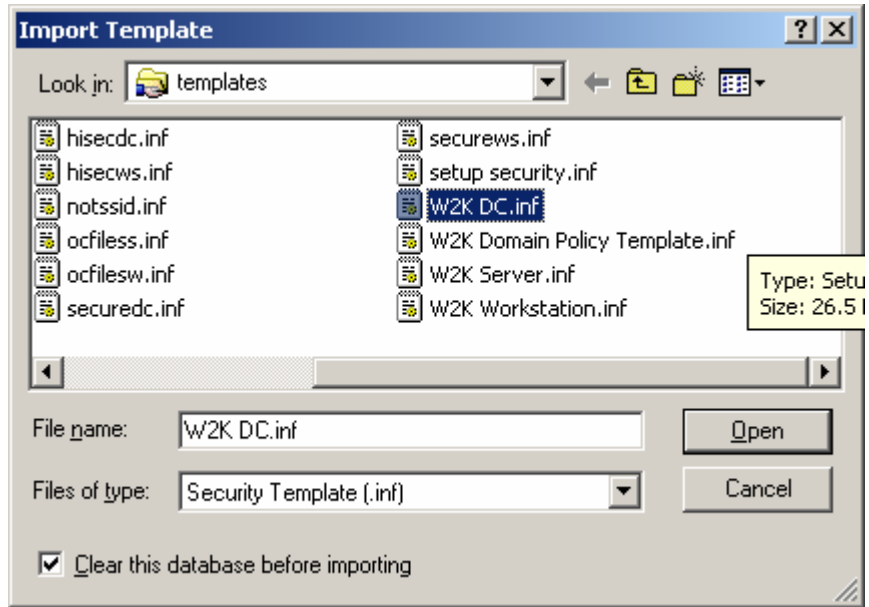 Import Template
Look in: templates
hisecdc.inf
hisecws.inf
notssid.inf
ocfiless.inf
ocfilesw.inf
securedc.inf
securews.inf
setup security.inf
W2K DC.inf
W2K Domain Policy Template.inf
W2K Server.inf
W2K Workstation.inf
Type: Setu
Size: 26.5
File name: W2K DC.inf
Open
Files of type: Security Template (.inf)
Cancel
Clear this database before importing